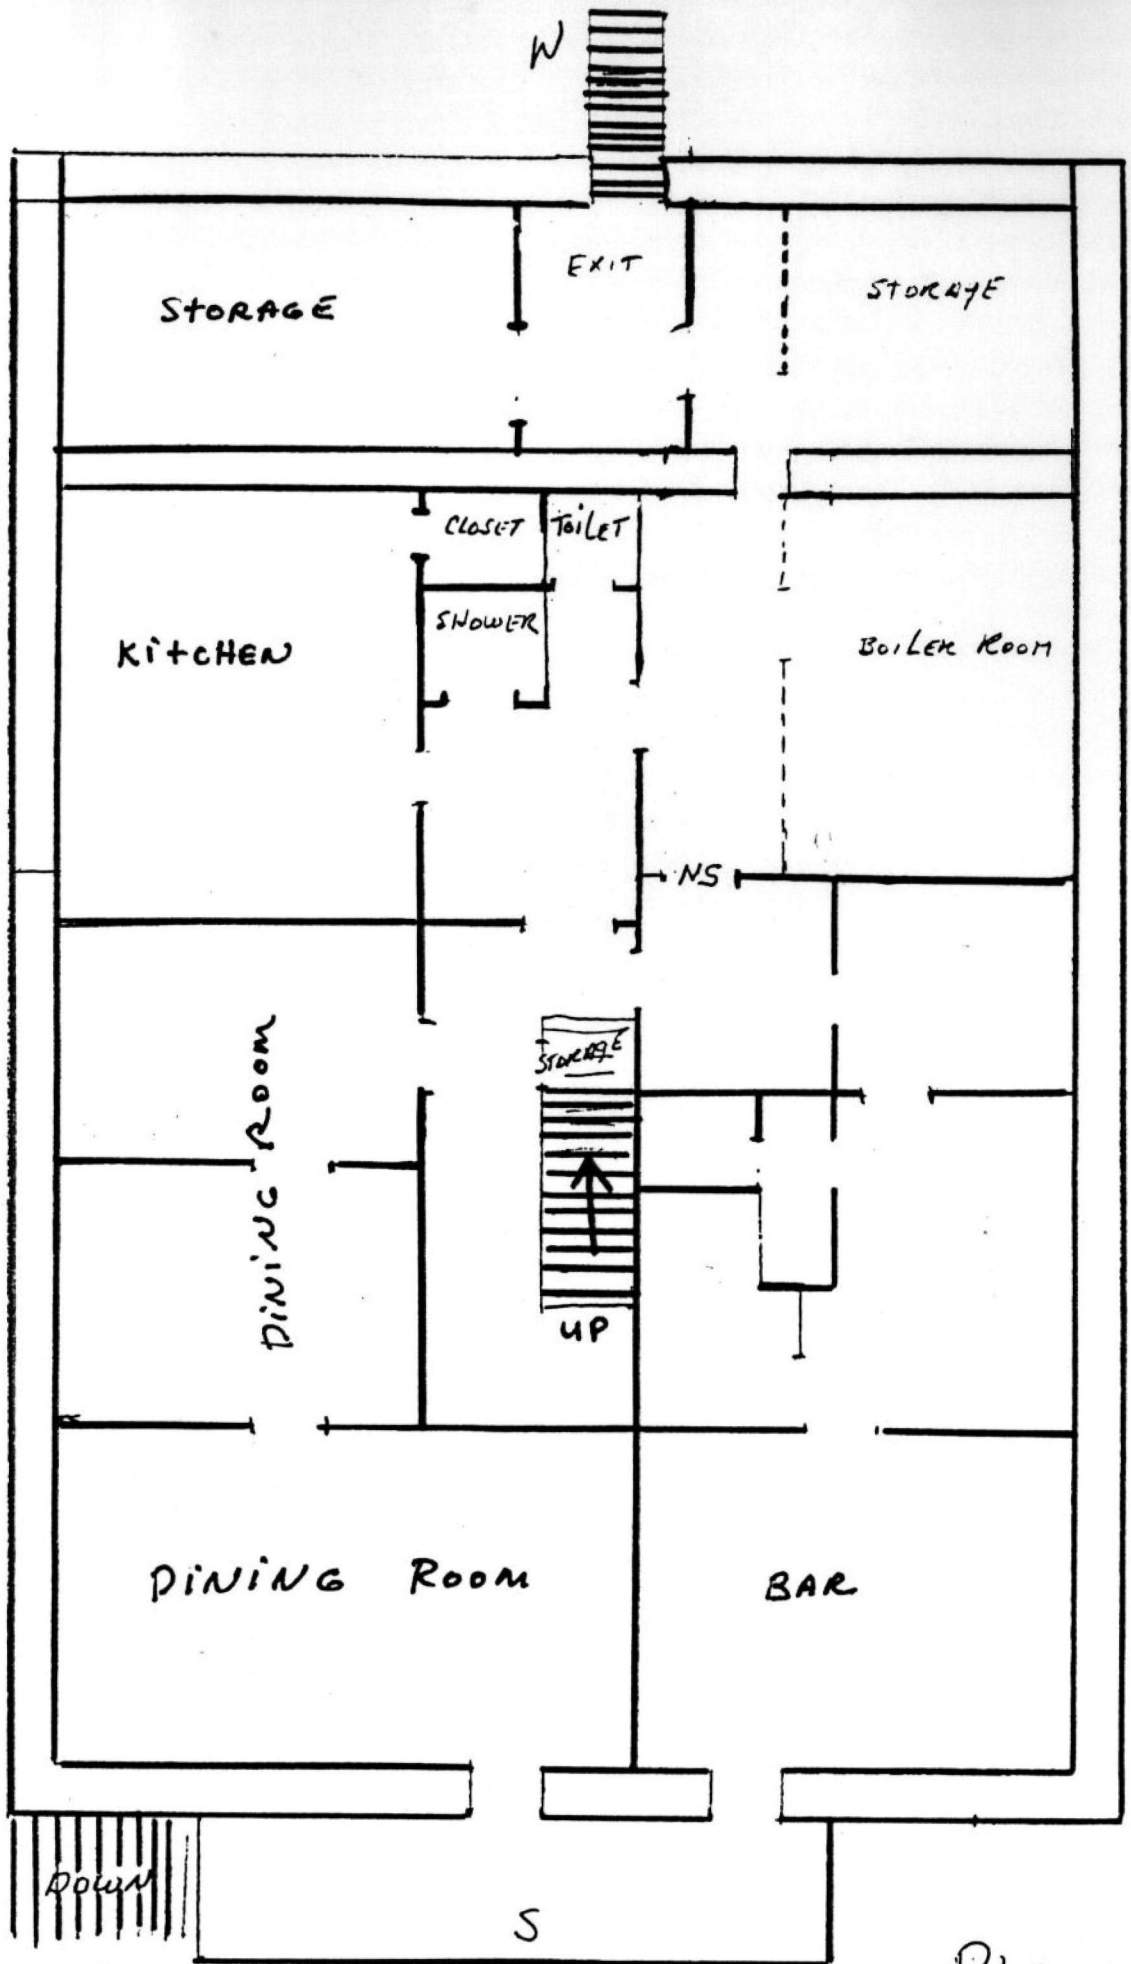 N
EXIT
STORAGE
STORAGE
CLOSET
TOiLET
SHOWER
KitCHEN
BOILER ROOM
NS
STORAGE
DiNiNG ROOM
UP
DiNiNG ROOM
BAR
DOWN
S